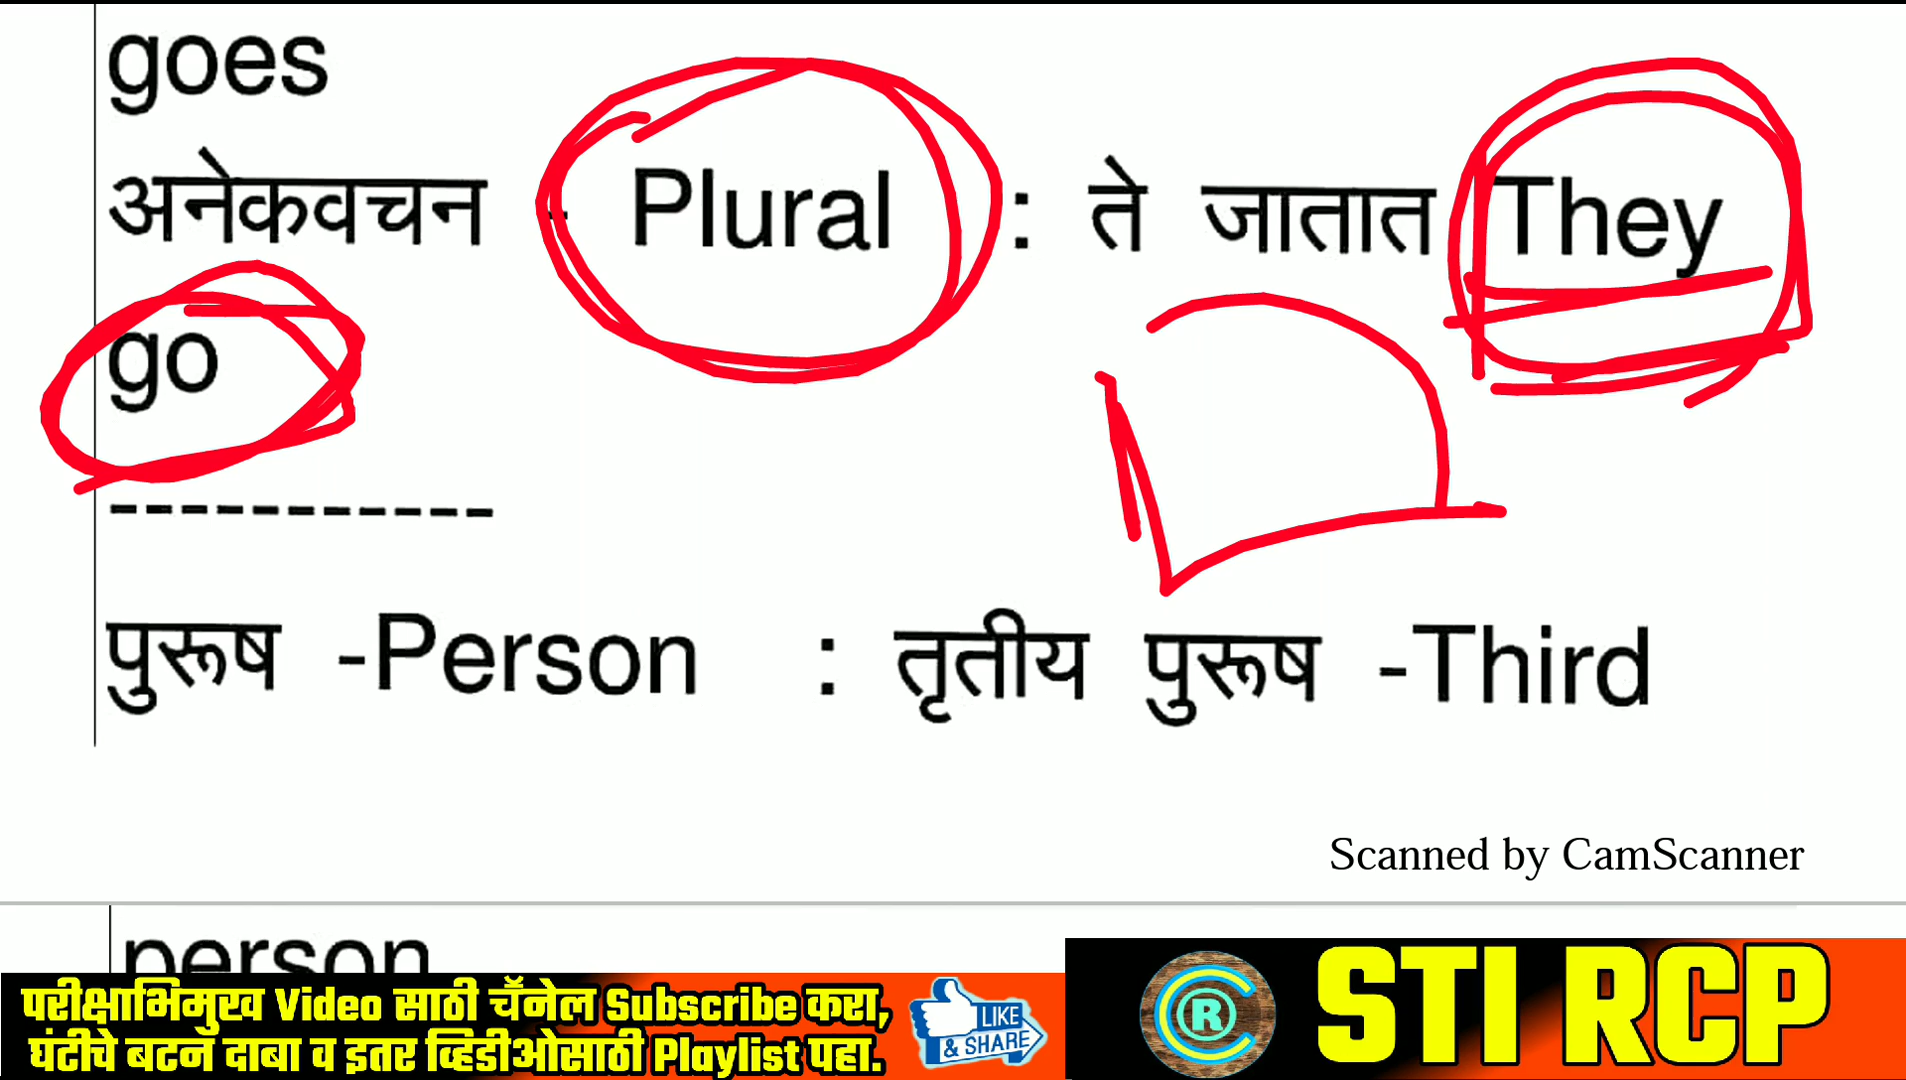 goes
अनेकवचन - Plural : ते जातात They
go
-----------
पुरूष -Person : तृतीय पुरूष -Third
Scanned by CamScanner
person
परीक्षाभिमुख Video साठी चॅनेल Subscribe करा,
घंटीचे बटन दाबा व इतर व्हिडीओसाठी Playlist पहा.
LIKE
& SHARE
C R
STI RCP